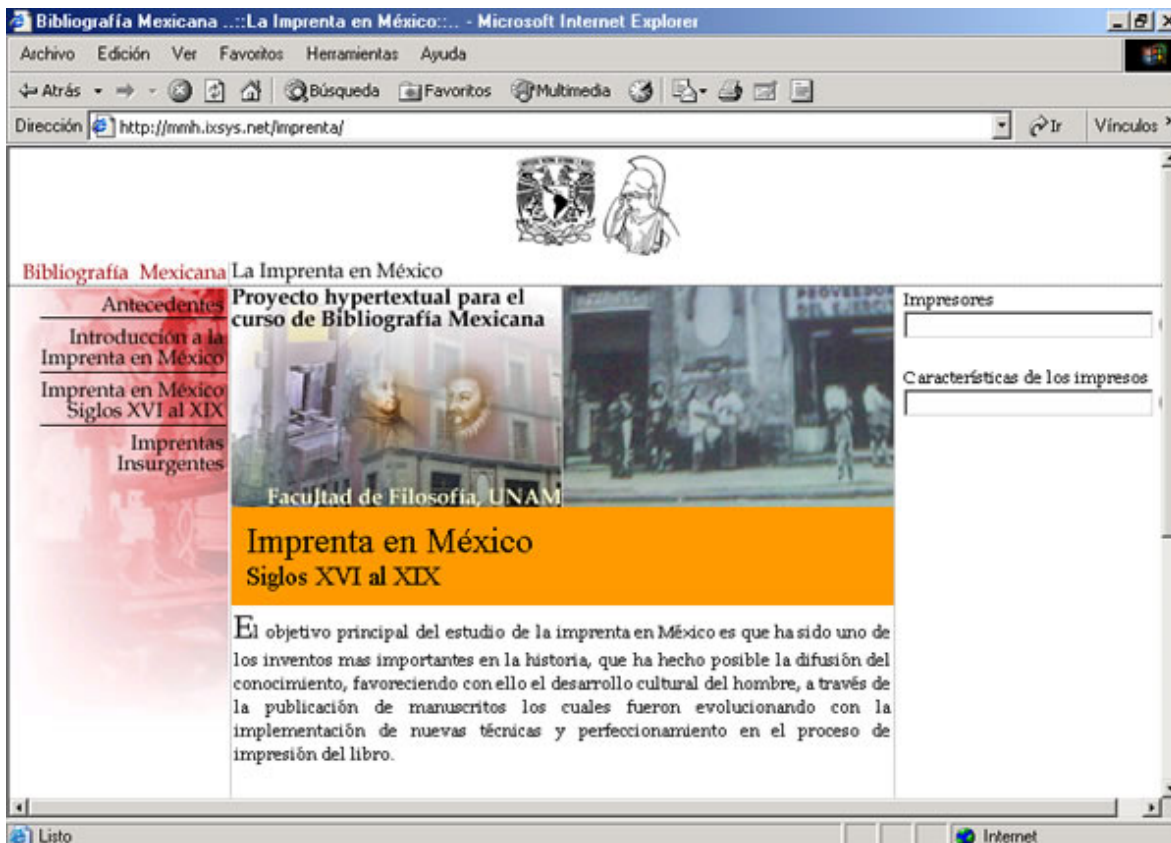 Bibliografía Mexicana ..::La Imprenta en México::.. - Microsoft Internet Explorer
Archivo Edición Ver Favoritos Herramientas Ayuda
Atrás Búsqueda Favoritos Multimedia
Dirección http://mmh.ixsys.net/imprenta/ Ir Vínculos
Bibliografía Mexicana La Imprenta en México
Antecedentes
Introducción a la
Imprenta en México
Imprenta en México
Siglos XVI al XIX
Imprentas
Insurgentes
Proyecto hypertextual para el
curso de Bibliografía Mexicana
Facultad de Filosofía, UNAM
PROVEEDOR
DEL EJERCITO
Impresores
Características de los impresos
Imprenta en México
Siglos XVI al XIX
El objetivo principal del estudio de la imprenta en México es que ha sido uno de
los inventos mas importantes en la historia, que ha hecho posible la difusión del
conocimiento, favoreciendo con ello el desarrollo cultural del hombre, a través de
la publicación de manuscritos los cuales fueron evolucionando con la
implementación de nuevas técnicas y perfeccionamiento en el proceso de
impresión del libro.
Listo Internet